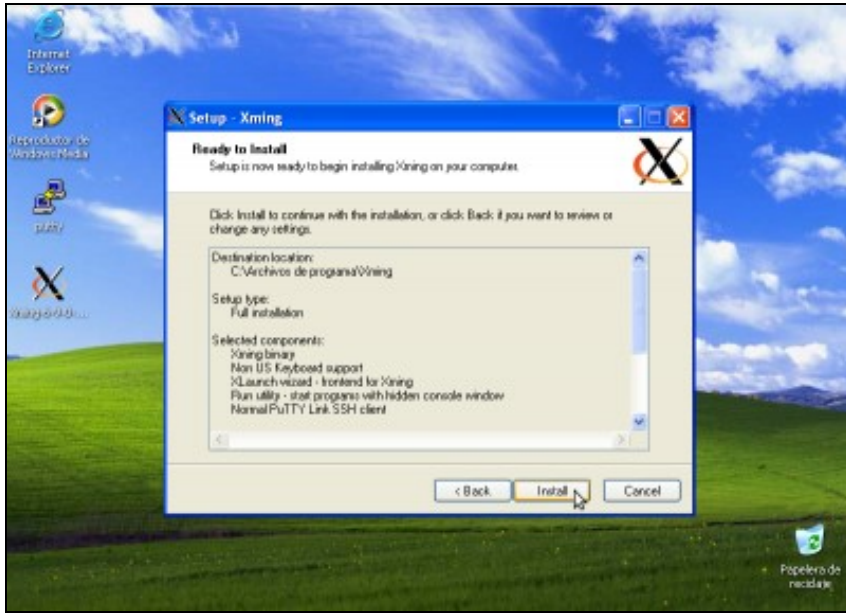 Internet
Explorer
Reproductor de
Windows Media
putty
Xming-6-9-0-...
Setup - Xming
Ready to Install
Setup is now ready to begin installing Xming on your computer.
Click Install to continue with the installation, or click Back if you want to review or
change any settings.
Destination location:
C:\Archivos de programa\Xming
Setup type:
Full installation
Selected components:
Xming binary
Non US Keyboard support
XLaunch wizard - frontend for Xming
Run utility - start programs with hidden console window
Normal PuTTY Link SSH client
< Back
Install
Cancel
Papelera de
reciclaje